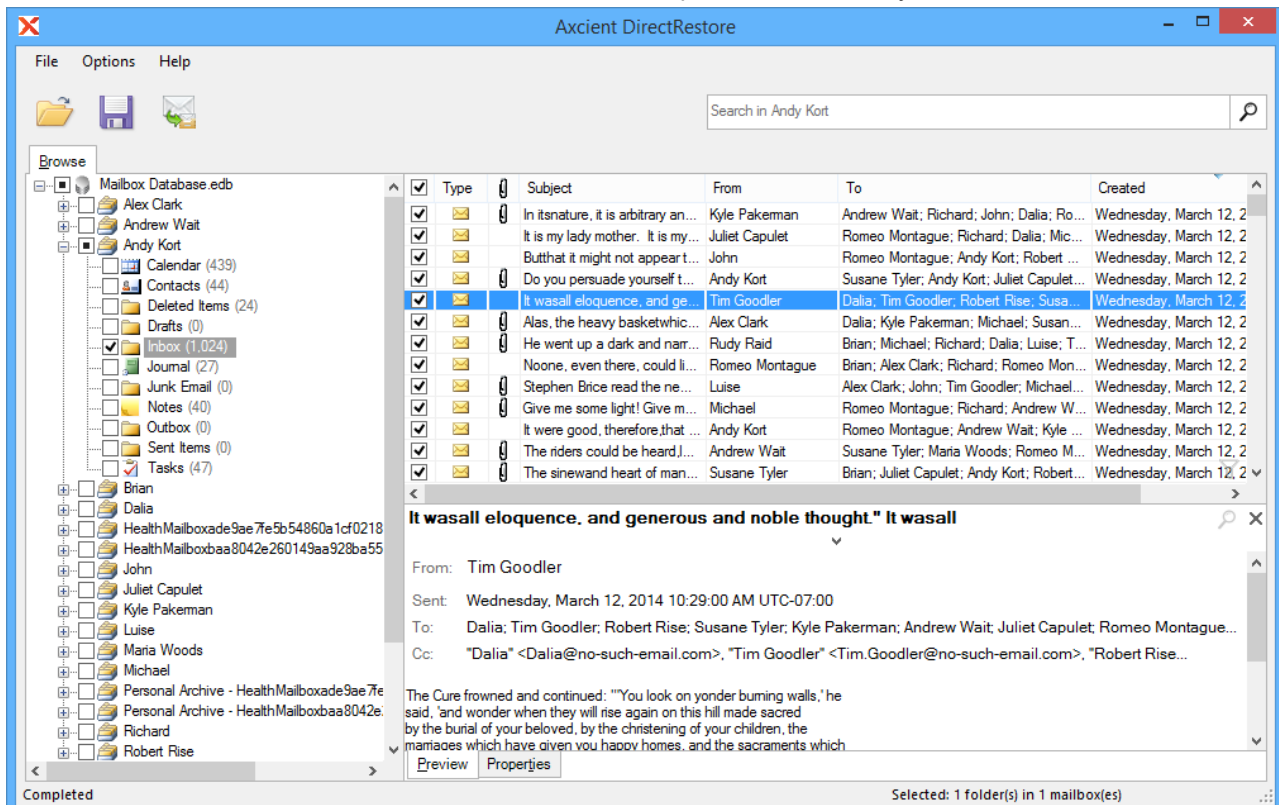 Axcient DirectRestore
File Options Help
Search in Andy Kort
Browse
Mailbox Database.edb
Alex Clark
Andrew Wait
Andy Kort
Calendar (439)
Contacts (44)
Deleted Items (24)
Drafts (0)
Inbox (1,024)
Journal (27)
Junk Email (0)
Notes (40)
Outbox (0)
Sent Items (0)
Tasks (47)
Brian
Dalia
HealthMailboxade9ae7fe5b54860a1cf0218
HealthMailboxbaa8042e260149aa928ba55
John
Juliet Capulet
Kyle Pakerman
Luise
Maria Woods
Michael
Personal Archive - HealthMailboxade9ae7fe
Personal Archive - HealthMailboxbaa8042e
Richard
Robert Rise
Type Subject From To Created
In itsnature, it is arbitrary an... Kyle Pakerman Andrew Wait; Richard; John; Dalia; Ro... Wednesday, March 12, 2
It is my lady mother. It is my... Juliet Capulet Romeo Montague; Richard; Dalia; Mic... Wednesday, March 12, 2
Butthat it might not appear t... John Romeo Montague; Andy Kort; Robert ... Wednesday, March 12, 2
Do you persuade yourself t... Andy Kort Susane Tyler; Andy Kort; Juliet Capulet... Wednesday, March 12, 2
It wasall eloquence, and ge... Tim Goodler Dalia; Tim Goodler; Robert Rise; Susa... Wednesday, March 12, 2
Alas, the heavy basketwhic... Alex Clark Dalia; Kyle Pakerman; Michael; Susan... Wednesday, March 12, 2
He went up a dark and narr... Rudy Raid Brian; Michael; Richard; Dalia; Luise; T... Wednesday, March 12, 2
Noone, even there, could li... Romeo Montague Brian; Alex Clark; Richard; Romeo Mon... Wednesday, March 12, 2
Stephen Brice read the ne... Luise Alex Clark; John; Tim Goodler; Michael... Wednesday, March 12, 2
Give me some light! Give m... Michael Romeo Montague; Richard; Andrew W... Wednesday, March 12, 2
It were good, therefore,that ... Andy Kort Romeo Montague; Andrew Wait; Kyle ... Wednesday, March 12, 2
The riders could be heard,I... Andrew Wait Susane Tyler; Maria Woods; Romeo M... Wednesday, March 12, 2
The sinewand heart of man... Susane Tyler Brian; Juliet Capulet; Andy Kort; Robert... Wednesday, March 12, 2
It wasall eloquence, and generous and noble thought." It wasall
From: Tim Goodler
Sent: Wednesday, March 12, 2014 10:29:00 AM UTC-07:00
To: Dalia; Tim Goodler; Robert Rise; Susane Tyler; Kyle Pakerman; Andrew Wait; Juliet Capulet; Romeo Montague...
Cc: "Dalia" <Dalia@no-such-email.com>, "Tim Goodler" <Tim.Goodler@no-such-email.com>, "Robert Rise...
The Cure frowned and continued: "'You look on yonder burning walls,' he
said, 'and wonder when they will rise again on this hill made sacred
by the burial of your beloved, by the christening of your children, the
marriages which have given you happy homes, and the sacraments which
Preview Properties
Completed Selected: 1 folder(s) in 1 mailbox(es)